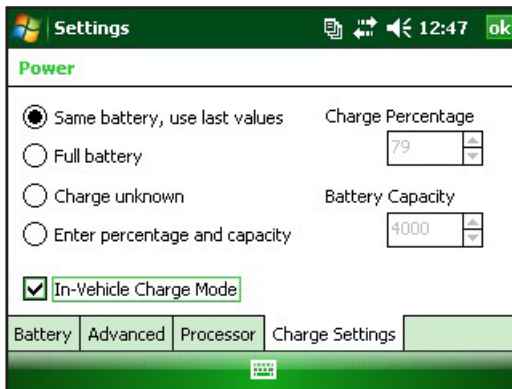 Settings 12:47 ok
Power
Same battery, use last values
Full battery
Charge unknown
Enter percentage and capacity
Charge Percentage
79
Battery Capacity
4000
In-Vehicle Charge Mode
Battery Advanced Processor Charge Settings